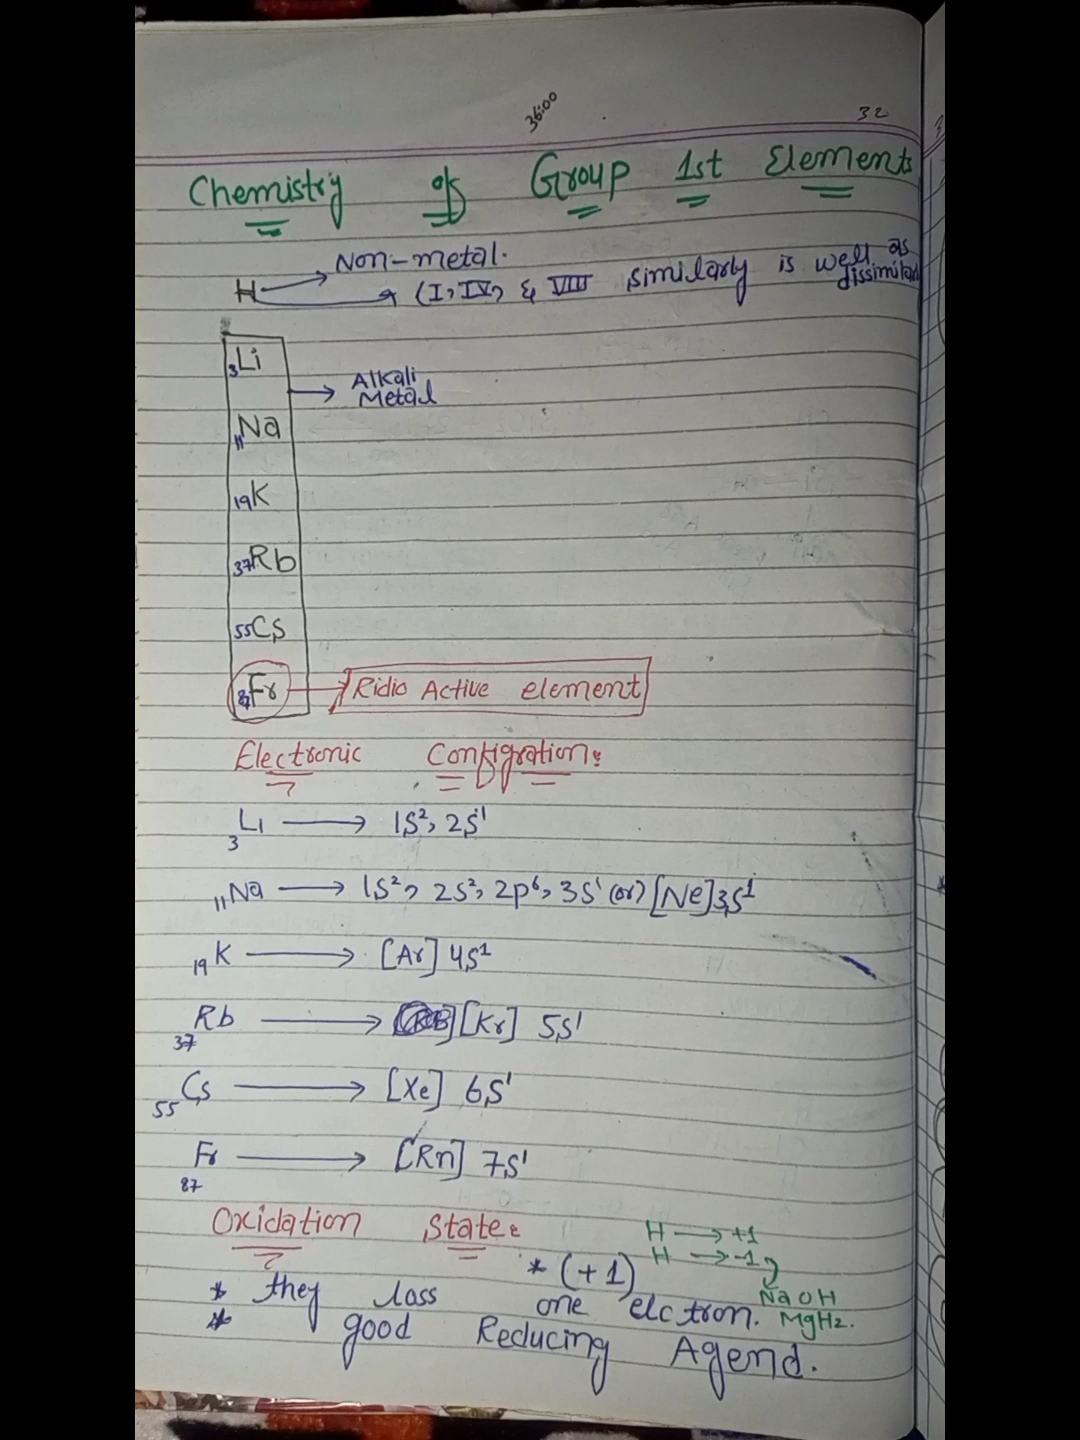 36:00
32
Chemistry of Group 1st Elements
H → Non-metal.
→ (I, IV, & VIII similarly is well as dissimilar
3Li
→ Alkali Metal
11Na
19K
37Rb
55Cs
87Fr → Ridio Active element
Electronic Configration:
3Li → 1S², 2S¹
11Na → 1S², 2S², 2p⁶, 3S¹ (or) [Ne]3S¹
19K → [Ar] 4S¹
37Rb → [Kr] 5S¹
55Cs → [Xe] 6S¹
87Fr → [Rn] 7S¹
Oxidation State:
H → +1
H → -1
* (+1)
NaOH
* they loss one elctron. MgH2.
* good Reducing Agend.